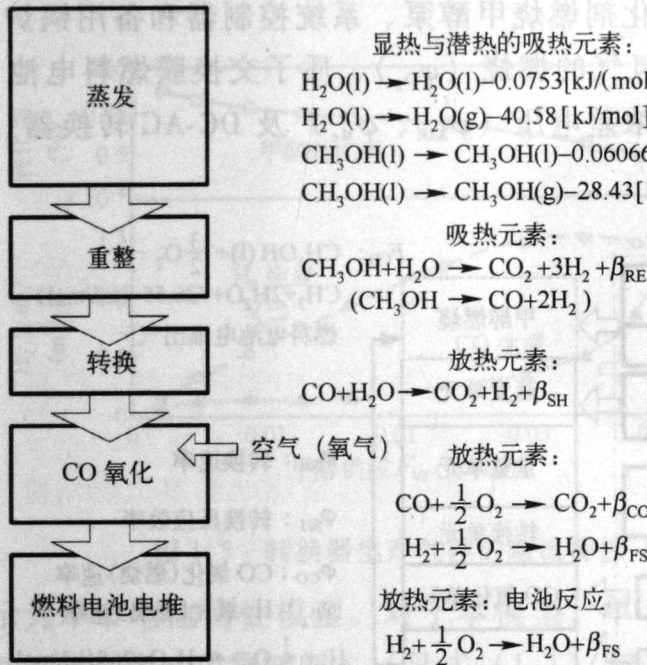 显热与潜热的吸热元素:
蒸发
H₂O(l) → H₂O(l)–0.0753[kJ/(mol
H₂O(l) → H₂O(g)–40.58[kJ/mol]
CH₃OH(l) → CH₃OH(l)–0.06066
CH₃OH(l) → CH₃OH(g)–28.43[
吸热元素:
重整
CH₃OH+H₂O → CO₂+3H₂+βRE
(CH₃OH → CO+2H₂)
放热元素:
转换
CO+H₂O → CO₂+H₂+βSH
空气(氧气)
放热元素:
CO 氧化
CO+1/2 O₂ → CO₂+βCO
H₂+1/2 O₂ → H₂O+βFS
放热元素:电池反应
燃料电池电堆
H₂+1/2 O₂ → H₂O+βFS